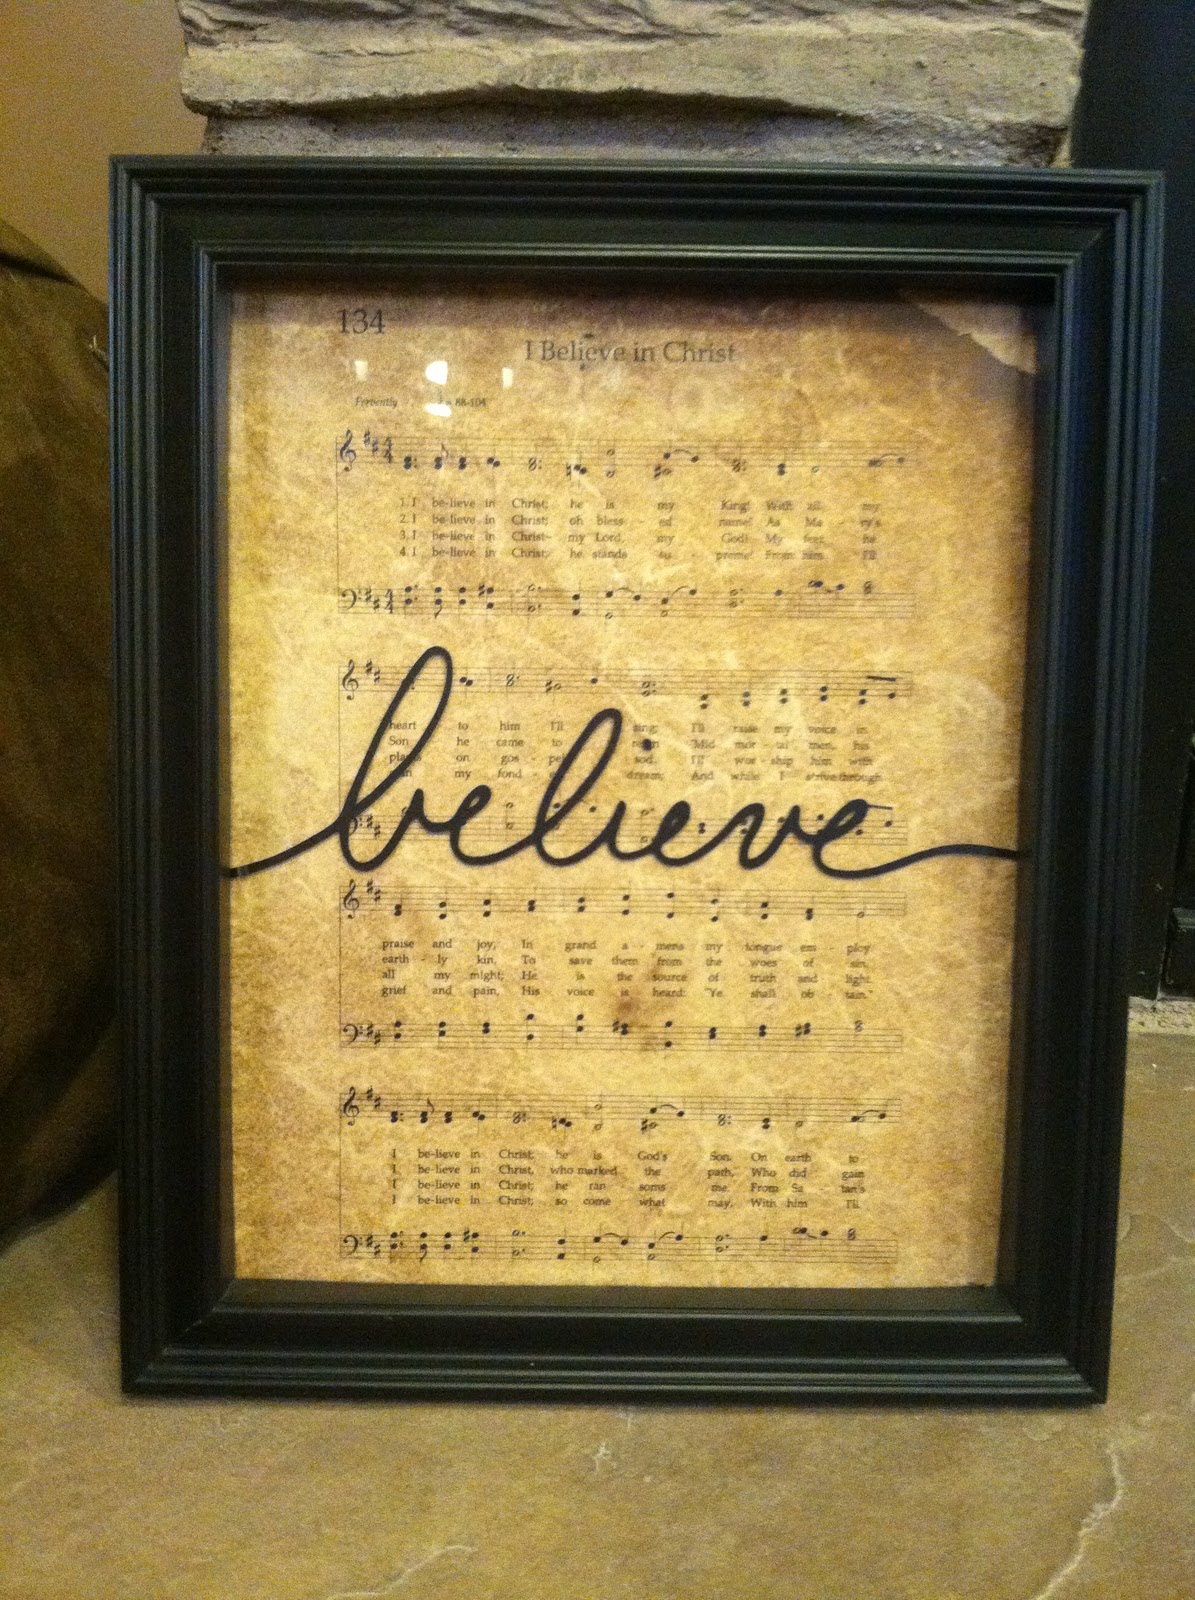 134
I Believe in Christ
Fervently = 88-104
1. I be-lieve in Christ; he is my King! With all my
2. I be-lieve in Christ; oh bless - ed name! As Ma - ry's
3. I be-lieve in Christ- my Lord, my God! My feet he
4. I be-lieve in Christ; he stands su - preme! From him I'll
heart to him I'll sing; I'll raise my voice in
Son he came to reign 'Mid mor - tal men, his
plants on gos - pel sod. I'll wor - ship him with
my fond - dream; And while I strive through
believe
praise and joy, In grand a - mens my tongue em - ploy.
earth - ly kin, To save them from the woes of sin.
all my might; He is the source of truth and light.
grief and pain, His voice is heard: "Ye shall ob - tain."
I be-lieve in Christ; he is God's Son. On earth to
I be-lieve in Christ, who marked the path, Who did gain
I be-lieve in Christ; he ran soms me. From Sa tan's
I be-lieve in Christ; so come what may, With him I'll